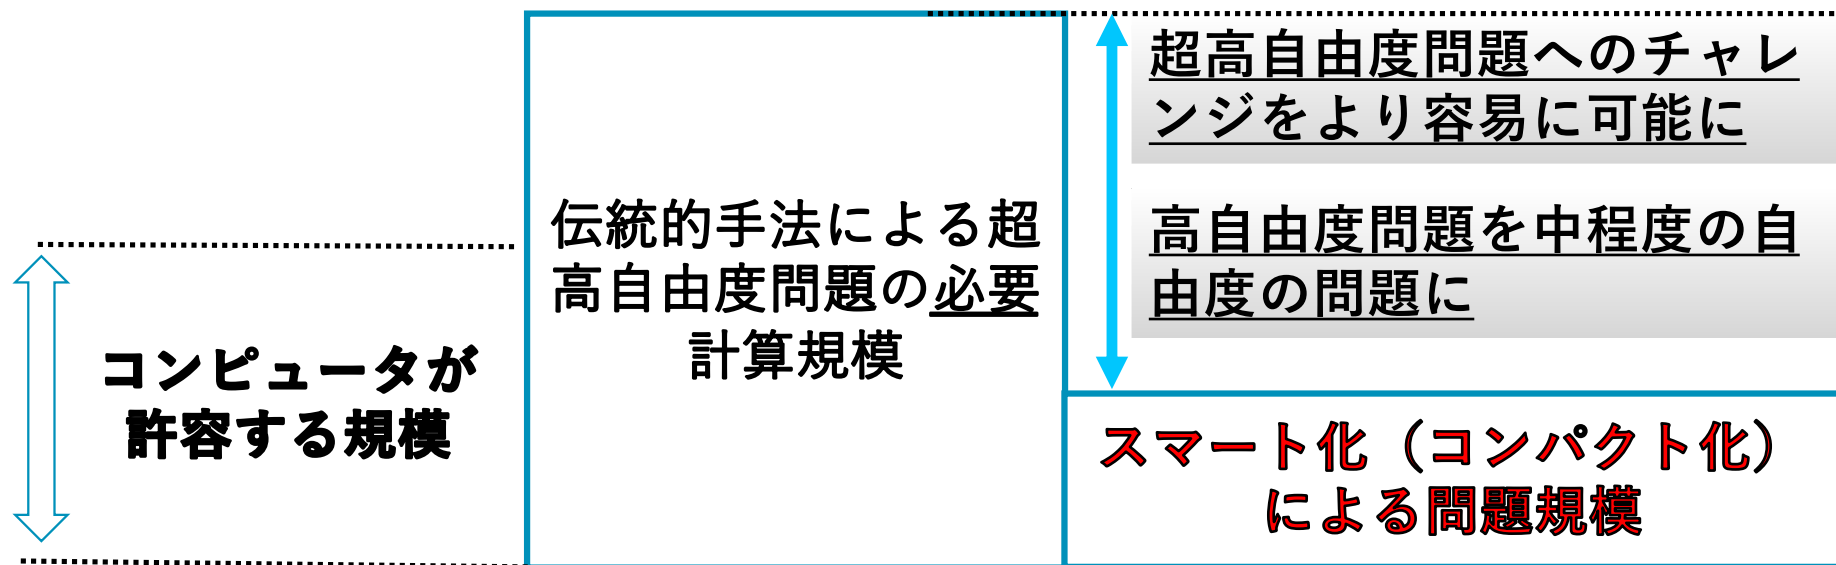 コンピュータが
許容する規模
伝統的手法による超
高自由度問題の必要
計算規模
超高自由度問題へのチャレ
ンジをより容易に可能に
高自由度問題を中程度の自
由度の問題に
スマート化（コンパクト化）
による問題規模